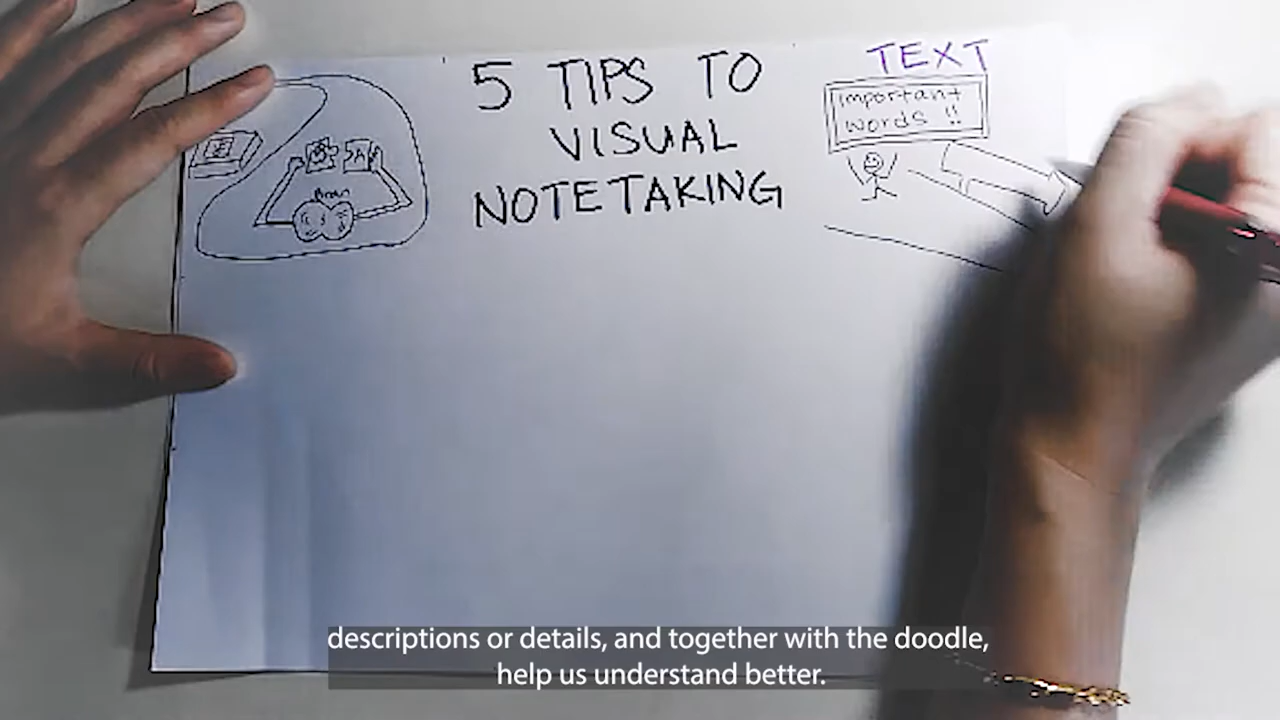 5 TIPS TO
VISUAL
NOTETAKING
Brain
TEXT
important
words !!
descriptions or details, and together with the doodle,
help us understand better.